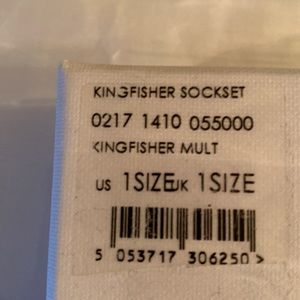 KINGFISHER SOCKSET
0217 1410 055000
KINGFISHER MULT
US 1SIZE UK 1SIZE
5 053717 306250 >